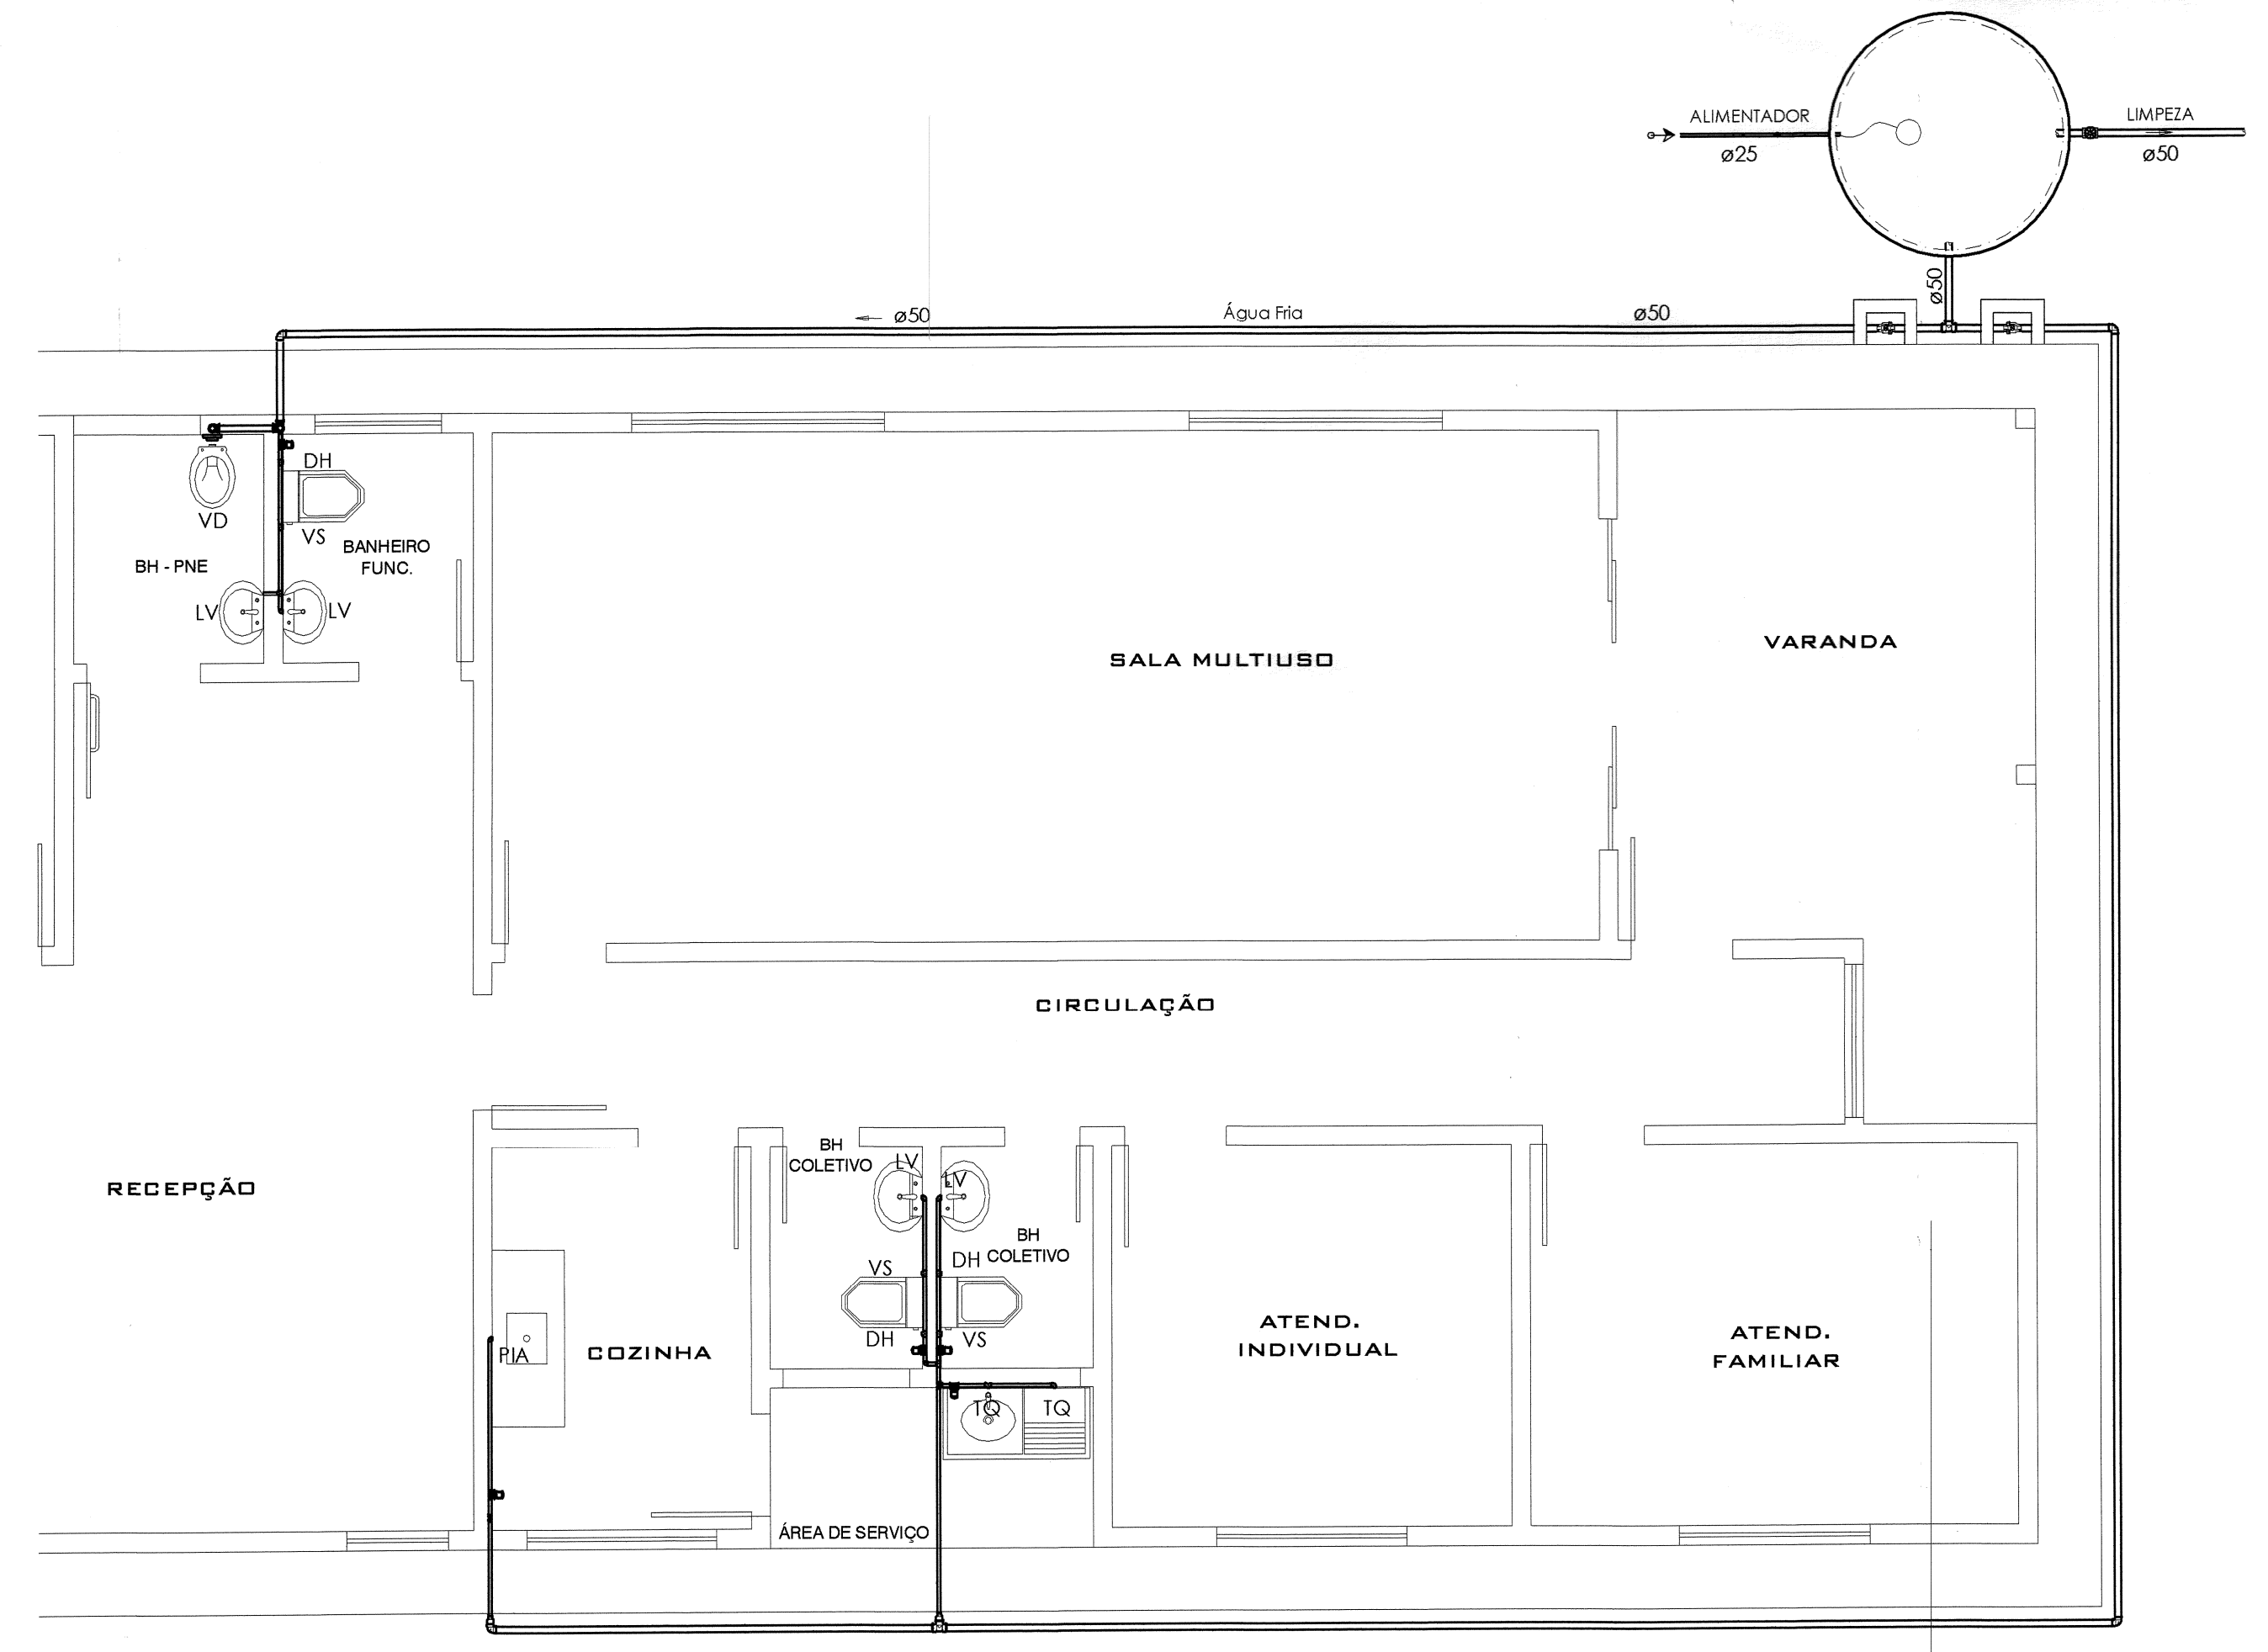 ALIMENTADOR
ø25
LIMPEZA
ø50
ø50
ø50
Água Fria
ø50
DH
VD
VS
BANHEIRO
FUNC.
BH - PNE
LV
LV
SALA MULTIUSO
VARANDA
CIRCULAÇÃO
RECEPÇÃO
BH
COLETIVO
LV
LV
BH
COLETIVO
VS
DH
DH
VS
PIA
COZINHA
ATEND.
INDIVIDUAL
ATEND.
FAMILIAR
TQ
TQ
ÁREA DE SERVIÇO